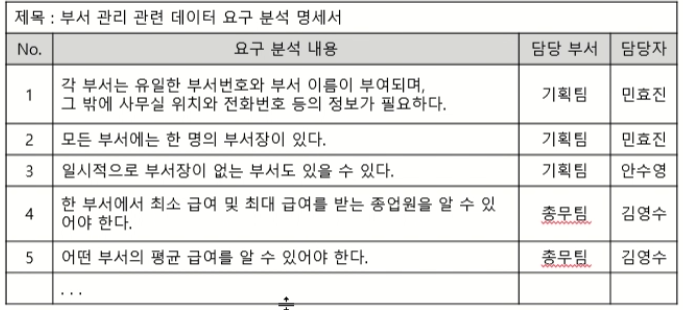 제목 : 부서 관리 관련 데이터 요구 분석 명세서
No. 요구 분석 내용 담당 부서 담당자
1 각 부서는 유일한 부서번호와 부서 이름이 부여되며, 기획팀 민효진
그 밖에 사무실 위치와 전화번호 등의 정보가 필요하다.
2 모든 부서에는 한 명의 부서장이 있다. 기획팀 민효진
3 일시적으로 부서장이 없는 부서도 있을 수 있다. 기획팀 안수영
4 한 부서에서 최소 급여 및 최대 급여를 받는 종업원을 알 수 있 총무팀 김영수
어야 한다.
5 어떤 부서의 평균 급여를 알 수 있어야 한다. 총무팀 김영수
. . .